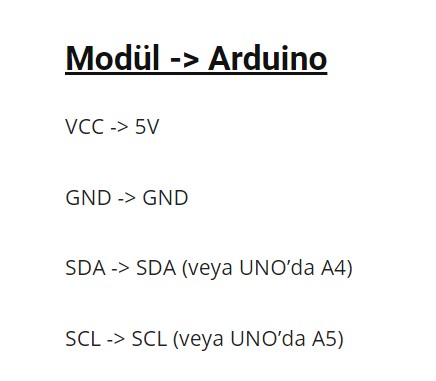 Modül -> Arduino
VCC -> 5V
GND -> GND
SDA -> SDA (veya UNO’da A4)
SCL -> SCL (veya UNO’da A5)